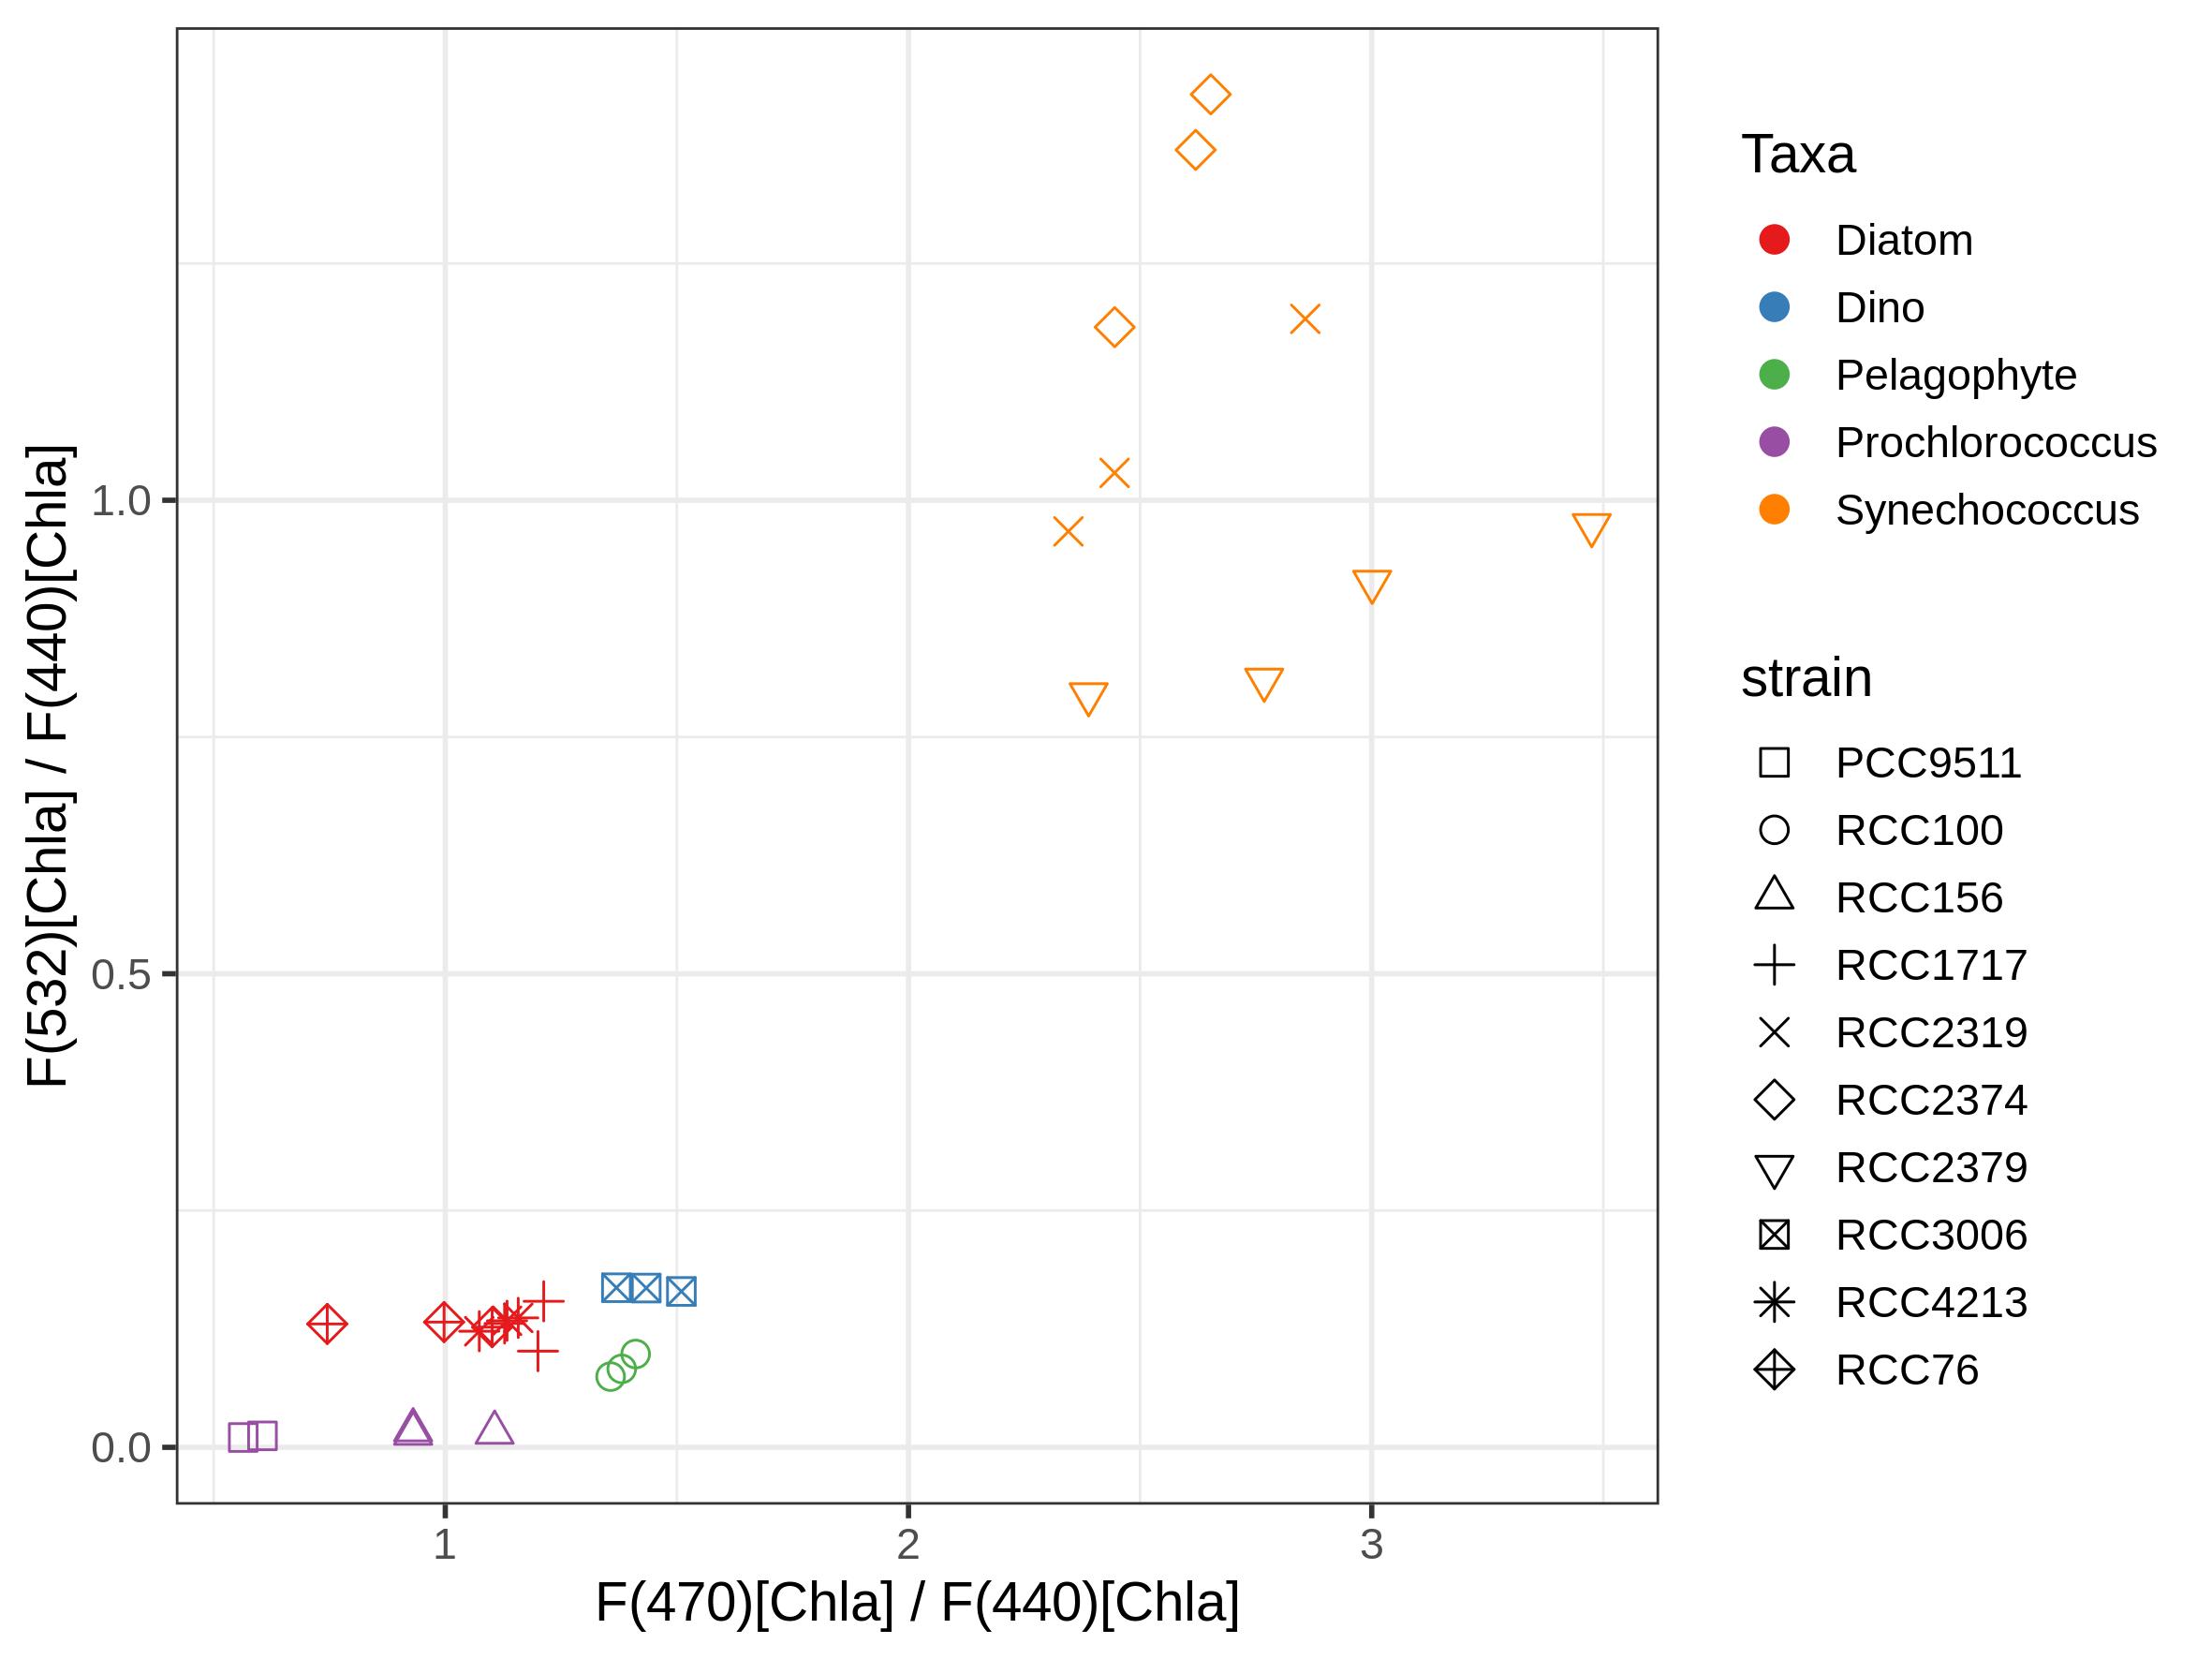 F(532)[Chla] / F(440)[Chla]
1.0
0.5
0.0
1 2 3
F(470)[Chla] / F(440)[Chla]
Taxa
Diatom
Dino
Pelagophyte
Prochlorococcus
Synechococcus
strain
PCC9511
RCC100
RCC156
RCC1717
RCC2319
RCC2374
RCC2379
RCC3006
RCC4213
RCC76